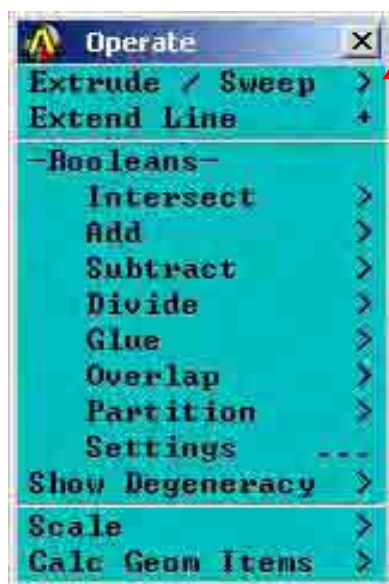 Operate
Extrude / Sweep >
Extend Line +
-Booleans-
Intersect >
Add >
Subtract >
Divide >
Glue >
Overlap >
Partition >
Settings ...
Show Degeneracy >
Scale >
Calc Geom Items >